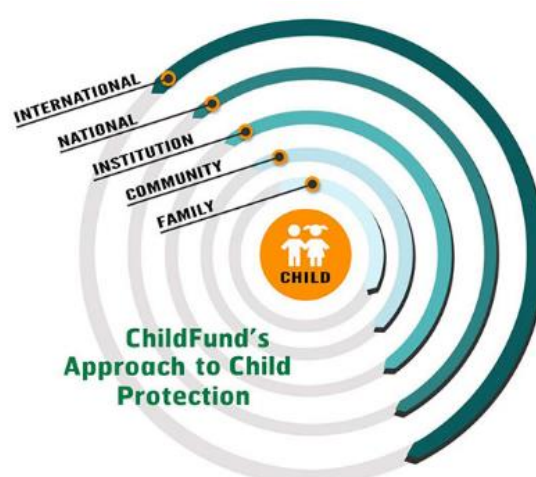 INTERNATIONAL
NATIONAL
INSTITUTION
COMMUNITY
FAMILY
CHILD
ChildFund's
Approach to Child
Protection